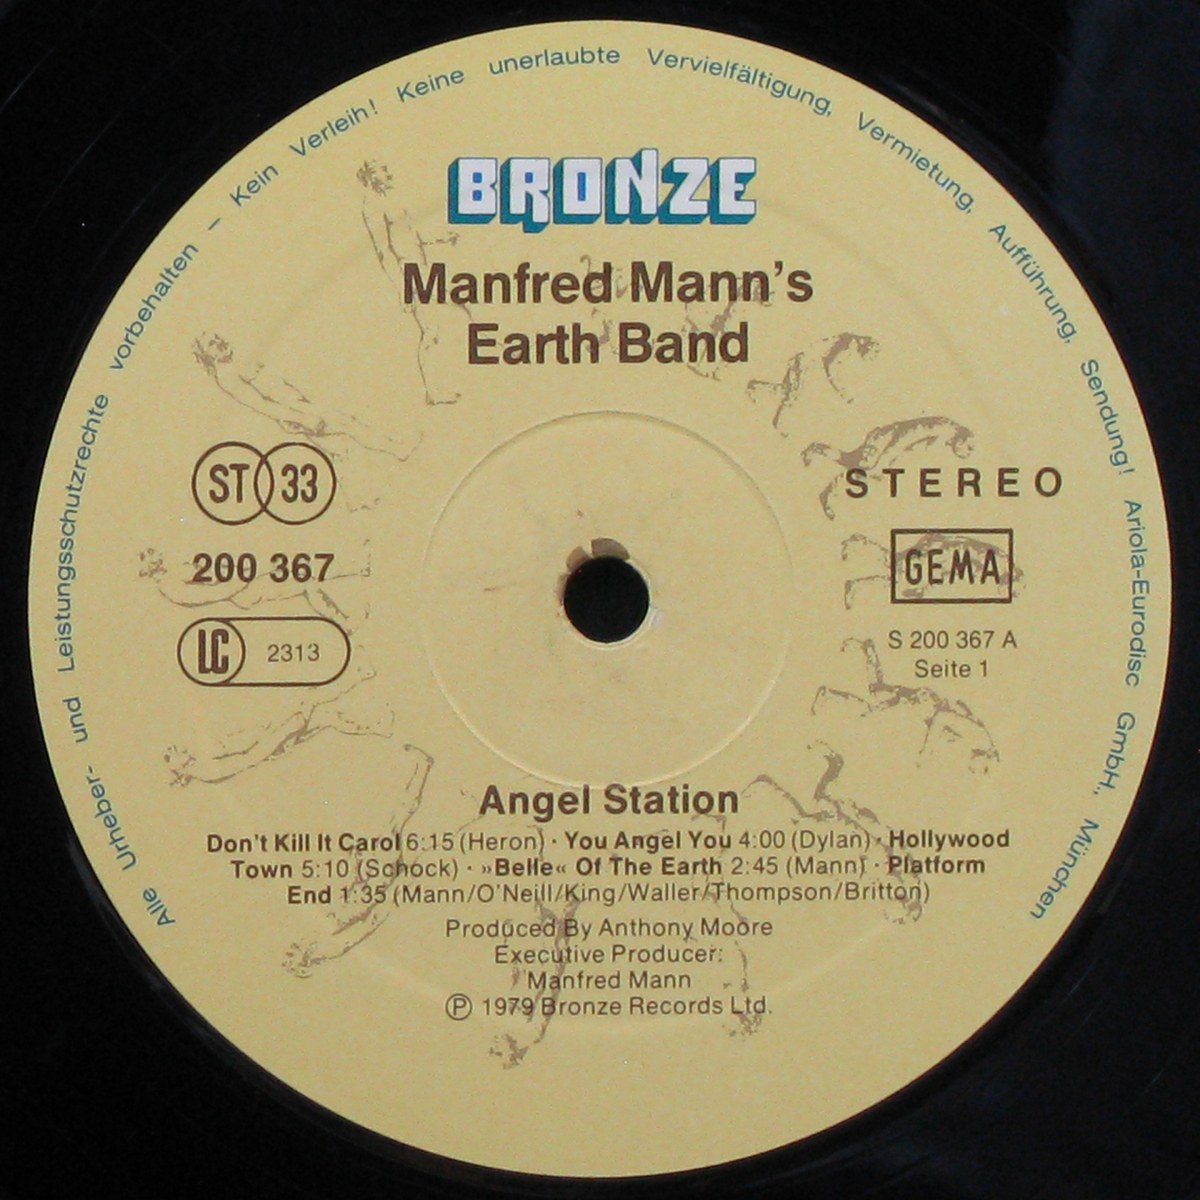 Alle Urheber- und Leistungsschutzrechte vorbehalten – Kein Verleih! Keine unerlaubte Vervielfältigung, Vermietung, Aufführung, Sendung! Ariola-Eurodisc GmbH., München
BRONZE
Manfred Mann's
Earth Band
ST 33
STEREO
200 367
GEMA
LC 2313
S 200 367 A
Seite 1
Angel Station
Don't Kill It Carol 6:15 (Heron) · You Angel You 4:00 (Dylan) · Hollywood
Town 5:10 (Schock) · »Belle« Of The Earth 2:45 (Mann) · Platform
End 1:35 (Mann/O'Neill/King/Waller/Thompson/Britton)
Produced By Anthony Moore
Executive Producer:
Manfred Mann
℗ 1979 Bronze Records Ltd.